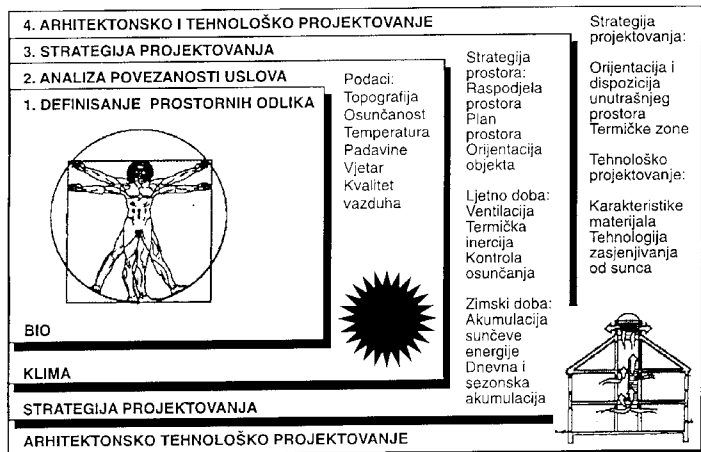 4. ARHITEKTONSKO I TEHNOLOŠKO PROJEKTOVANJE
3. STRATEGIJA PROJEKTOVANJA
2. ANALIZA POVEZANOSTI USLOVA
1. DEFINISANJE PROSTORNIH ODLIKA
BIO
KLIMA
STRATEGIJA PROJEKTOVANJA
ARHITEKTONSKO TEHNOLOŠKO PROJEKTOVANJE
Podaci:
Topografija
Osunčanost
Temperatura
Padavine
Vjetar
Kvalitet
vazduha
Strategija
prostora:
Raspodjela
prostora
Plan
prostora
Orijentacija
objekta
Ljetno doba:
Ventilacija
Termička
inercija
Kontrola
osunčanja
Zimski doba:
Akumulacija
sunčeve
energije
Dnevna i
sezonska
akumulacija
Strategija
projektovanja:
Orijentacija i
dispozicija
unutrašnjeg
prostora
Termičke zone
Tehnološko
projektovanje:
Karakteristike
materijala
Tehnologija
zasjenjivanja
od sunca